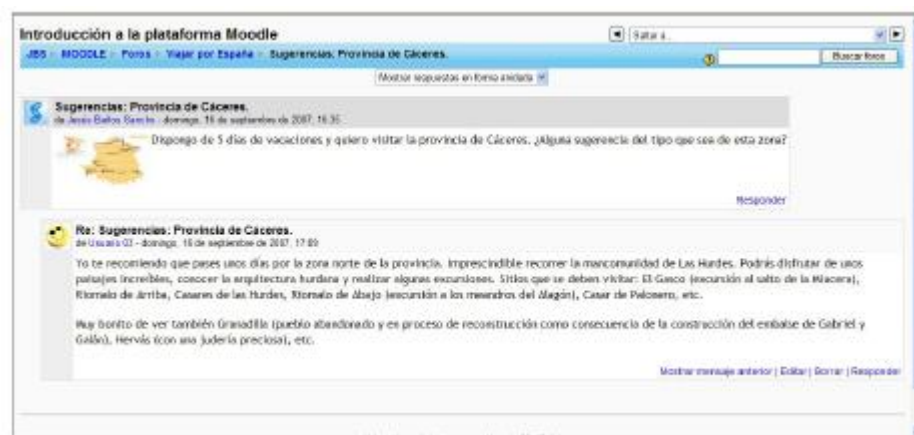 Introducción a la plataforma Moodle
Saltar a...
JBS MOODLE Foros Viajar por España Sugerencias: Provincia de Cáceres.
Buscar foros
Mostrar respuestas en forma anidada
Sugerencias: Provincia de Cáceres.
de Jesús Baños Sancho - domingo, 16 de septiembre de 2007, 16:35
Dispongo de 5 días de vacaciones y quiero visitar la provincia de Cáceres. ¿Alguna sugerencia del tipo que sea de esta zona?
Responder
Re: Sugerencias: Provincia de Cáceres.
de Usuario 03 - domingo, 16 de septiembre de 2007, 17:09
Yo te recomiendo que pases unos días por la zona norte de la provincia. Imprescindible recorrer la mancomunidad de Las Hurdes. Podrás disfrutar de unos
paisajes increíbles, conocer la arquitectura hurdana y realizar algunas excursiones. Sitios que se deben visitar: El Gasco (excursión al salto de la Miacera),
Riomalo de Arriba, Casares de las Hurdes, Riomalo de Abajo (excursión a los meandros del Alagón), Casar de Palomero, etc.
Muy bonito de ver también Granadilla (pueblo abandonado y en proceso de reconstrucción como consecuencia de la construcción del embalse de Gabriel y
Galán), Hervás (con una judería preciosa), etc.
Mostrar mensaje anterior | Editar | Borrar | Responder